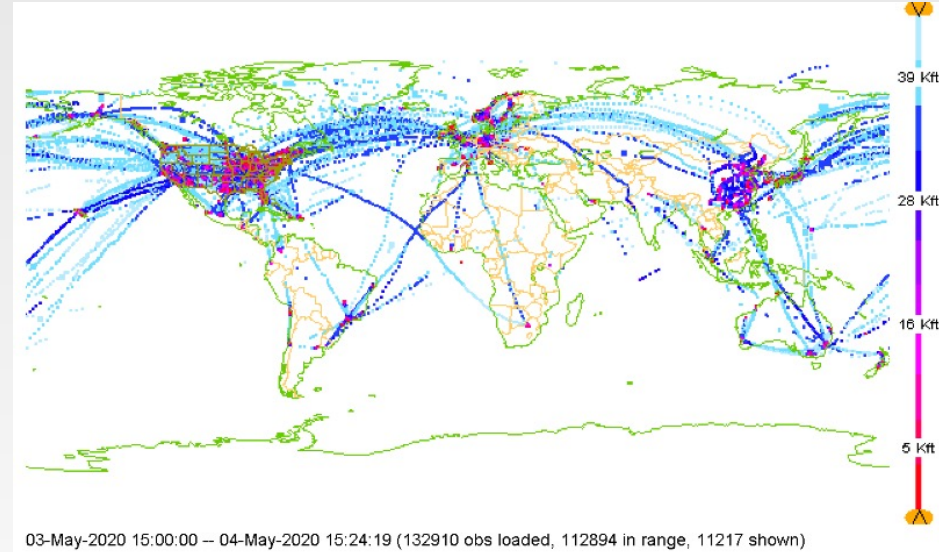 39 Kft
28 Kft
16 Kft
5 Kft
03-May-2020 15:00:00 -- 04-May-2020 15:24:19 (132910 obs loaded, 112894 in range, 11217 shown)